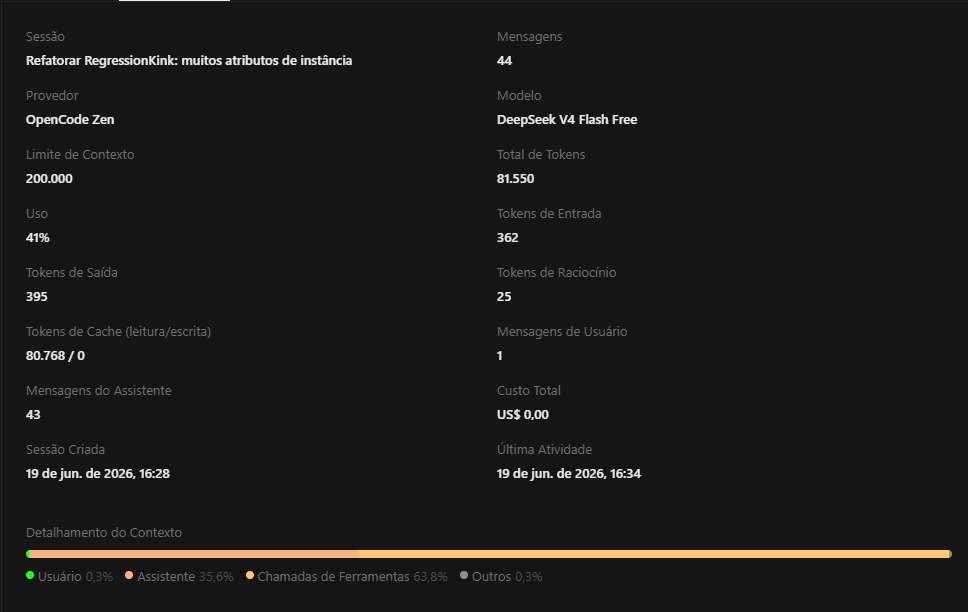 Sessão
Mensagens
Refatorar RegressionKink: muitos atributos de instância
44
Provedor
Modelo
OpenCode Zen
DeepSeek V4 Flash Free
Limite de Contexto
Total de Tokens
200.000
81.550
Uso
Tokens de Entrada
41%
362
Tokens de Saída
Tokens de Raciocínio
395
25
Tokens de Cache (leitura/escrita)
Mensagens de Usuário
80.768 / 0
1
Mensagens do Assistente
Custo Total
43
US$ 0,00
Sessão Criada
Última Atividade
19 de jun. de 2026, 16:28
19 de jun. de 2026, 16:34
Detalhamento do Contexto
Usuário 0,3% Assistente 35,6% Chamadas de Ferramentas 63,8% Outros 0,3%